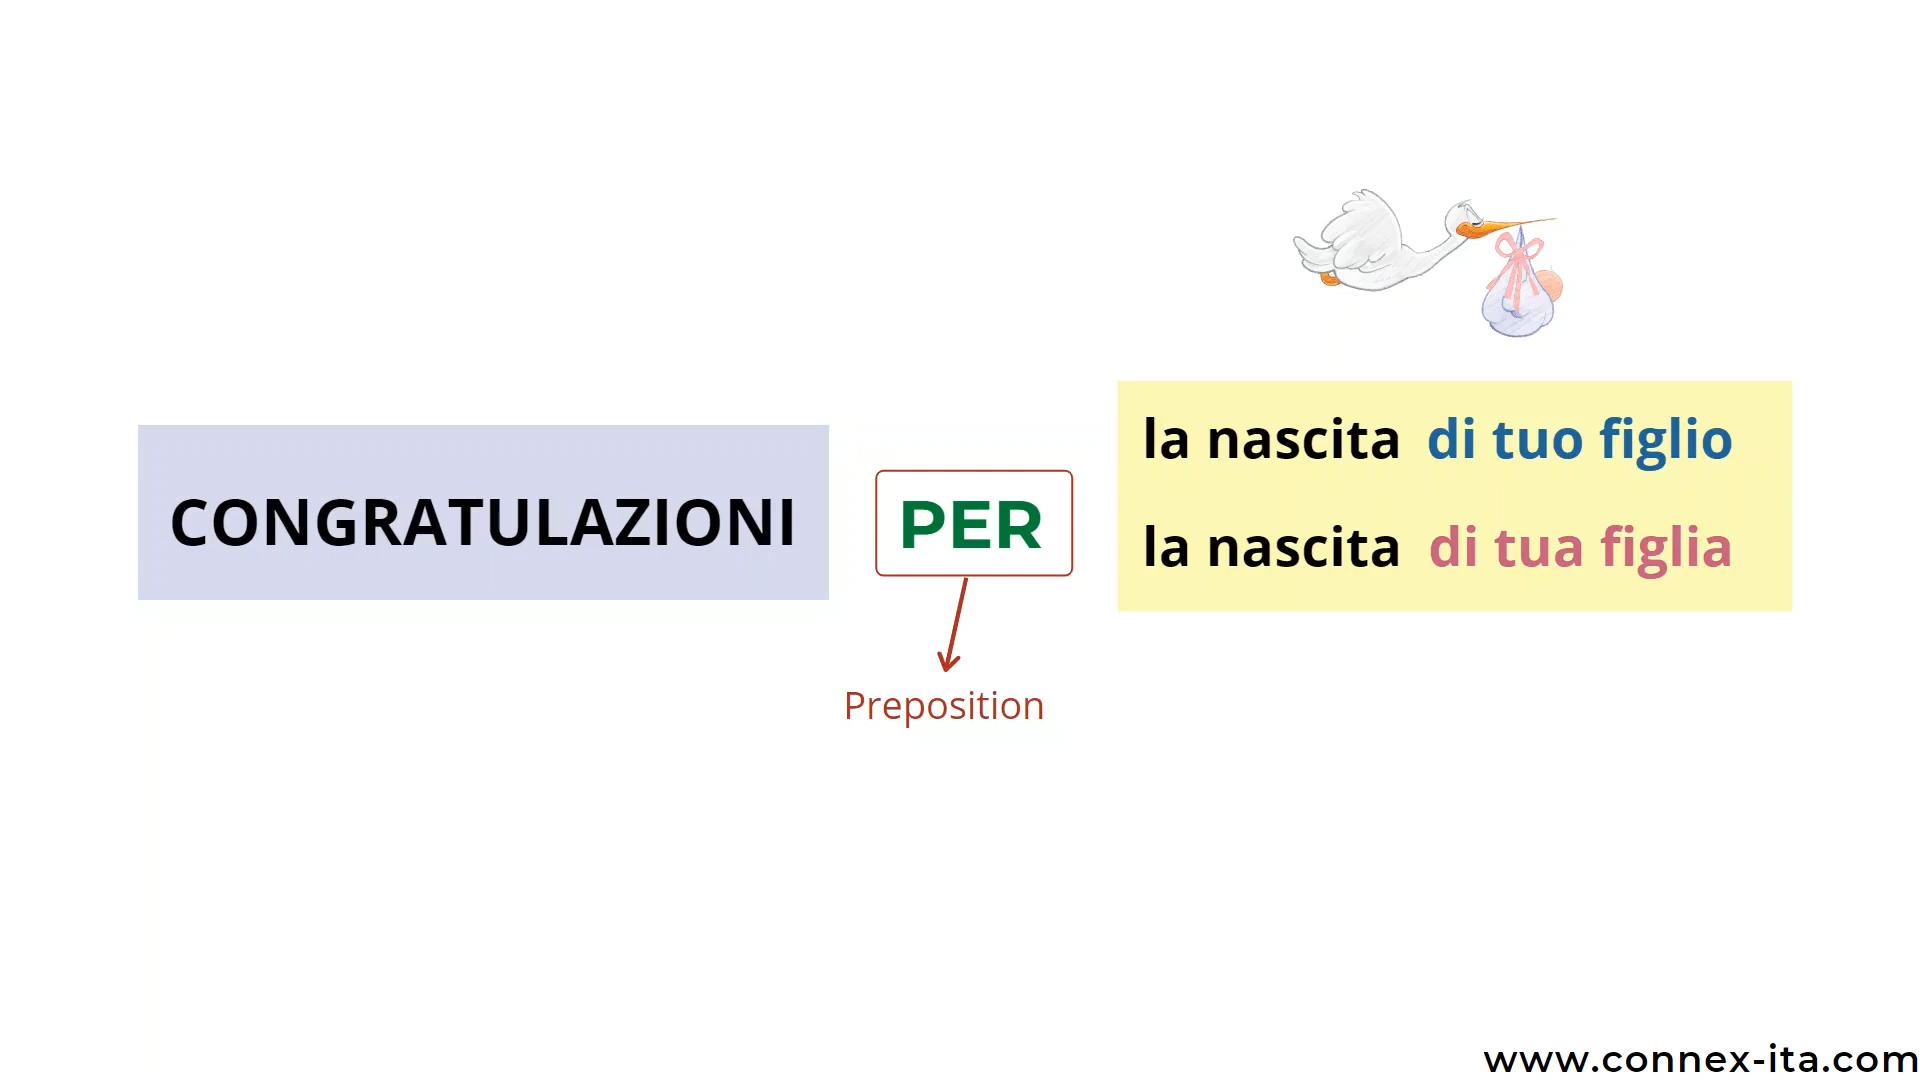 CONGRATULAZIONI
PER
la nascita di tuo figlio
la nascita di tua figlia
Preposition
www.connex-ita.com